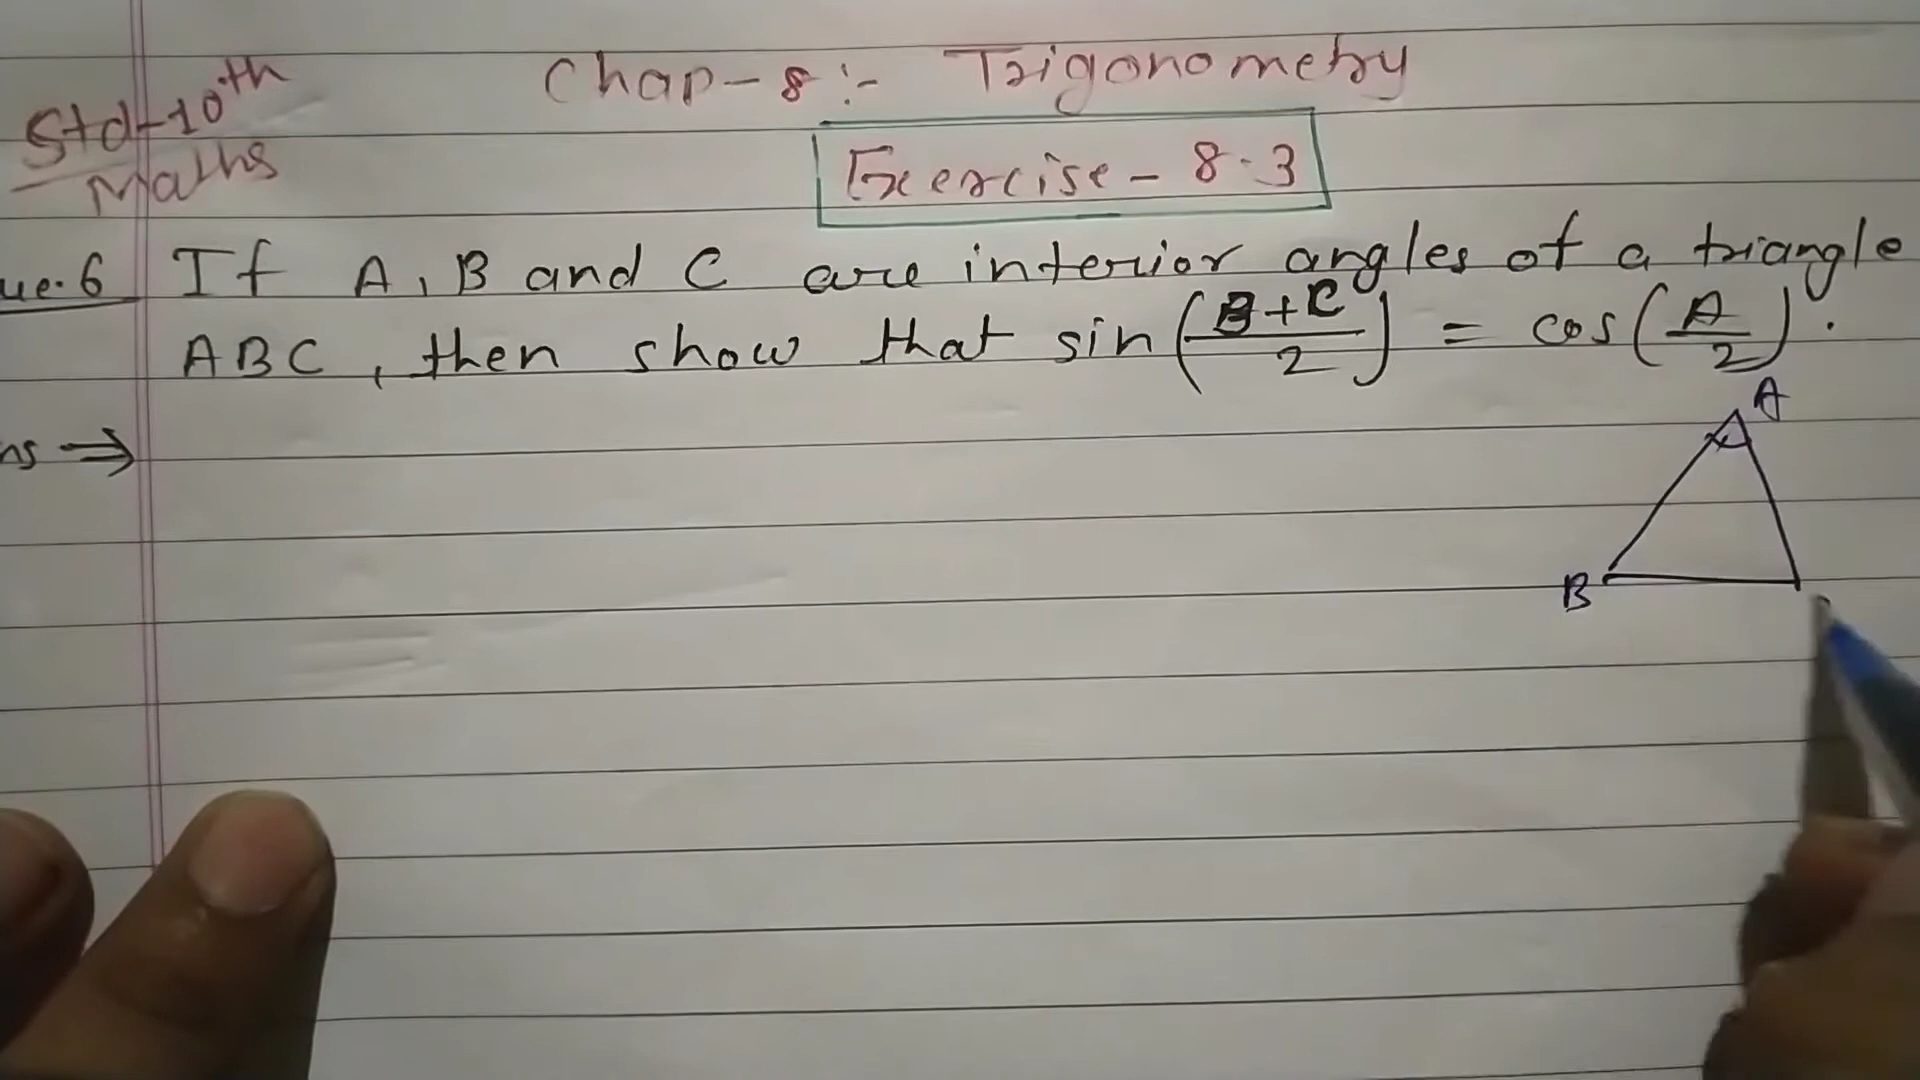 Chap-8 :- Trigonometry
Std-10th
Maths
Exercise - 8.3
ue.6 If A, B and C are interior angles of a triangle
ABC, then show that sin(B+C/2) = cos(A/2).
ns →
A
B